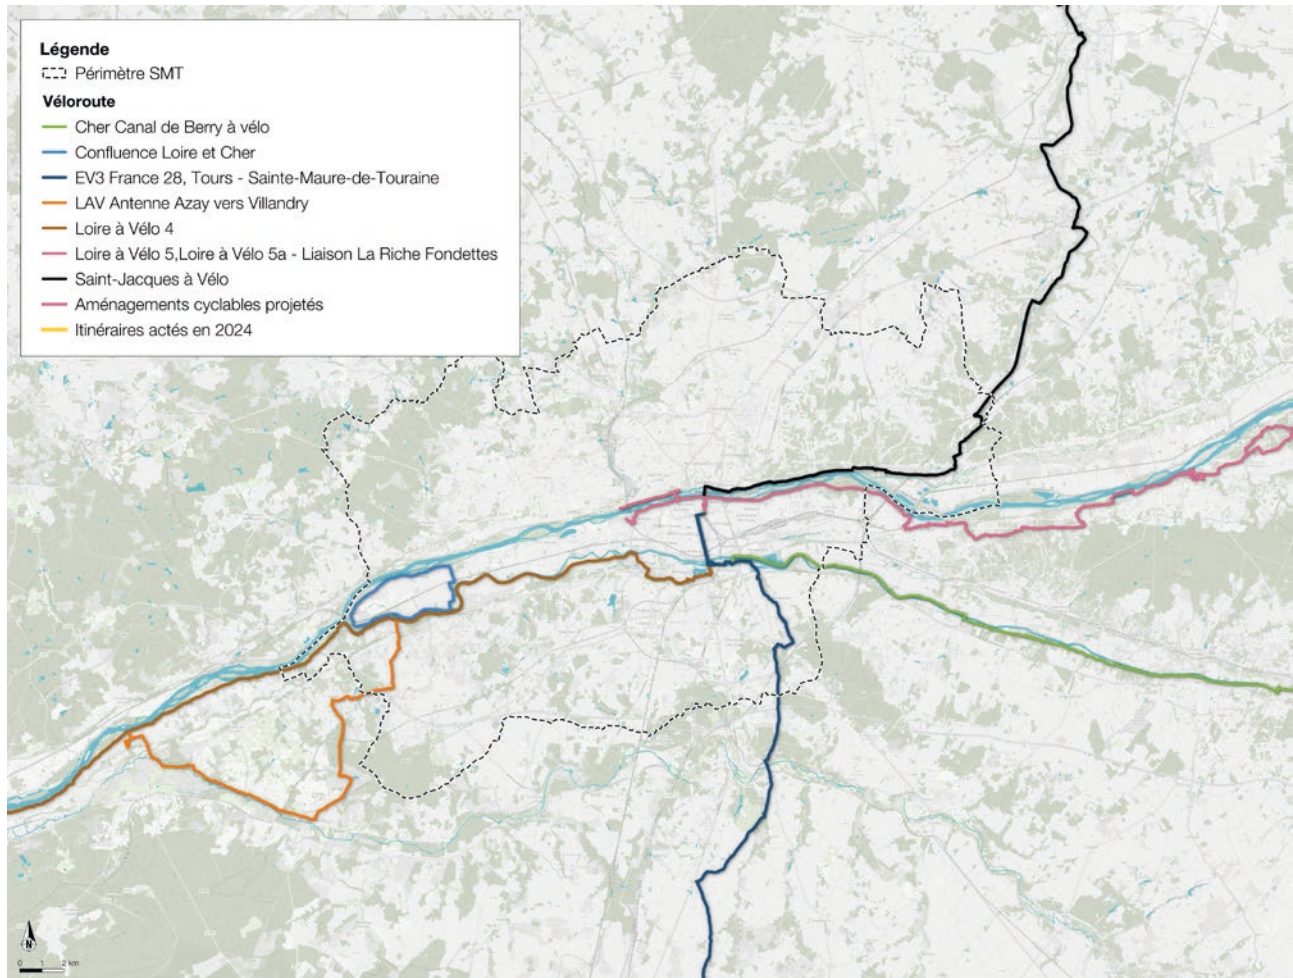 Légende
Périmètre SMT
Véloroute
Cher Canal de Berry à vélo
Confluence Loire et Cher
EV3 France 28, Tours - Sainte-Maure-de-Touraine
LAV Antenne Azay vers Villandry
Loire à Vélo 4
Loire à Vélo 5,Loire à Vélo 5a - Liaison La Riche Fondettes
Saint-Jacques à Vélo
Aménagements cyclables projetés
Itinéraires actés en 2024
N
0 1 2 km